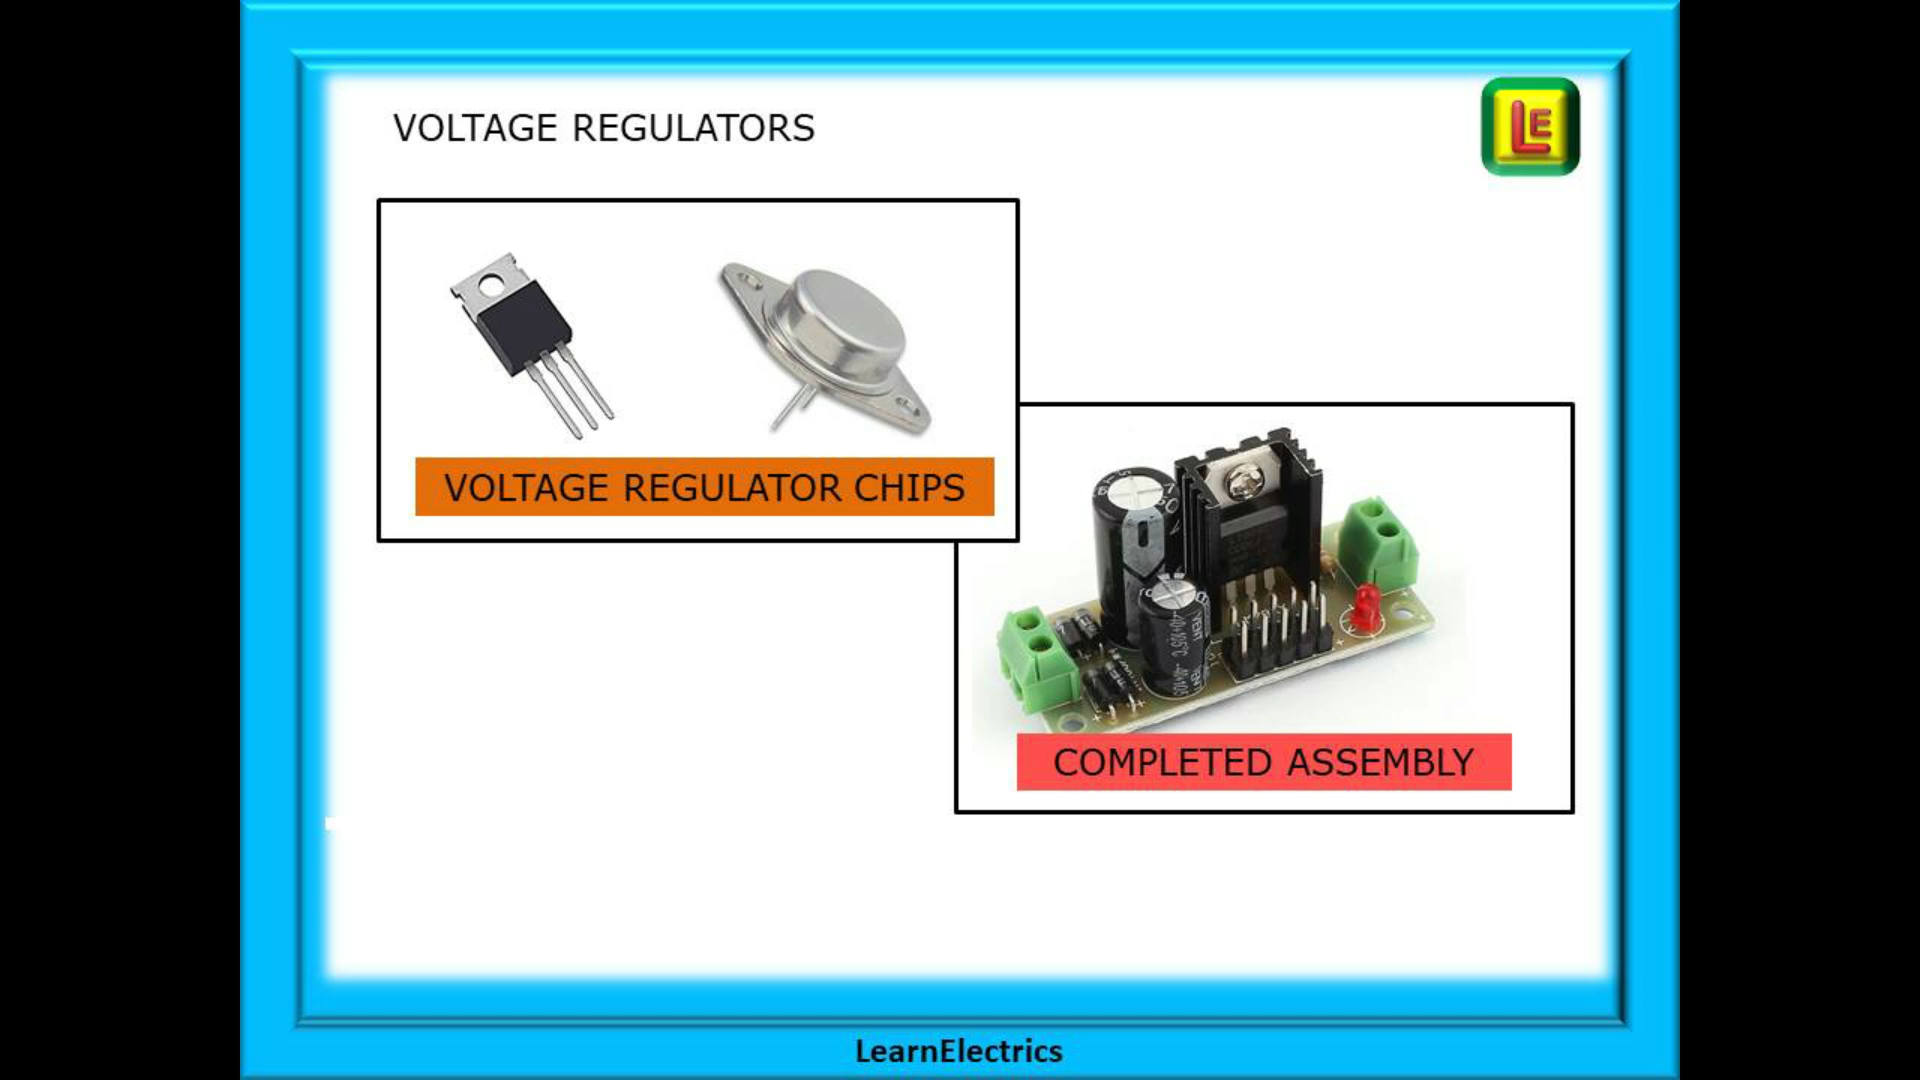 VOLTAGE REGULATORS
LE
VOLTAGE REGULATOR CHIPS
COMPLETED ASSEMBLY
LearnElectrics